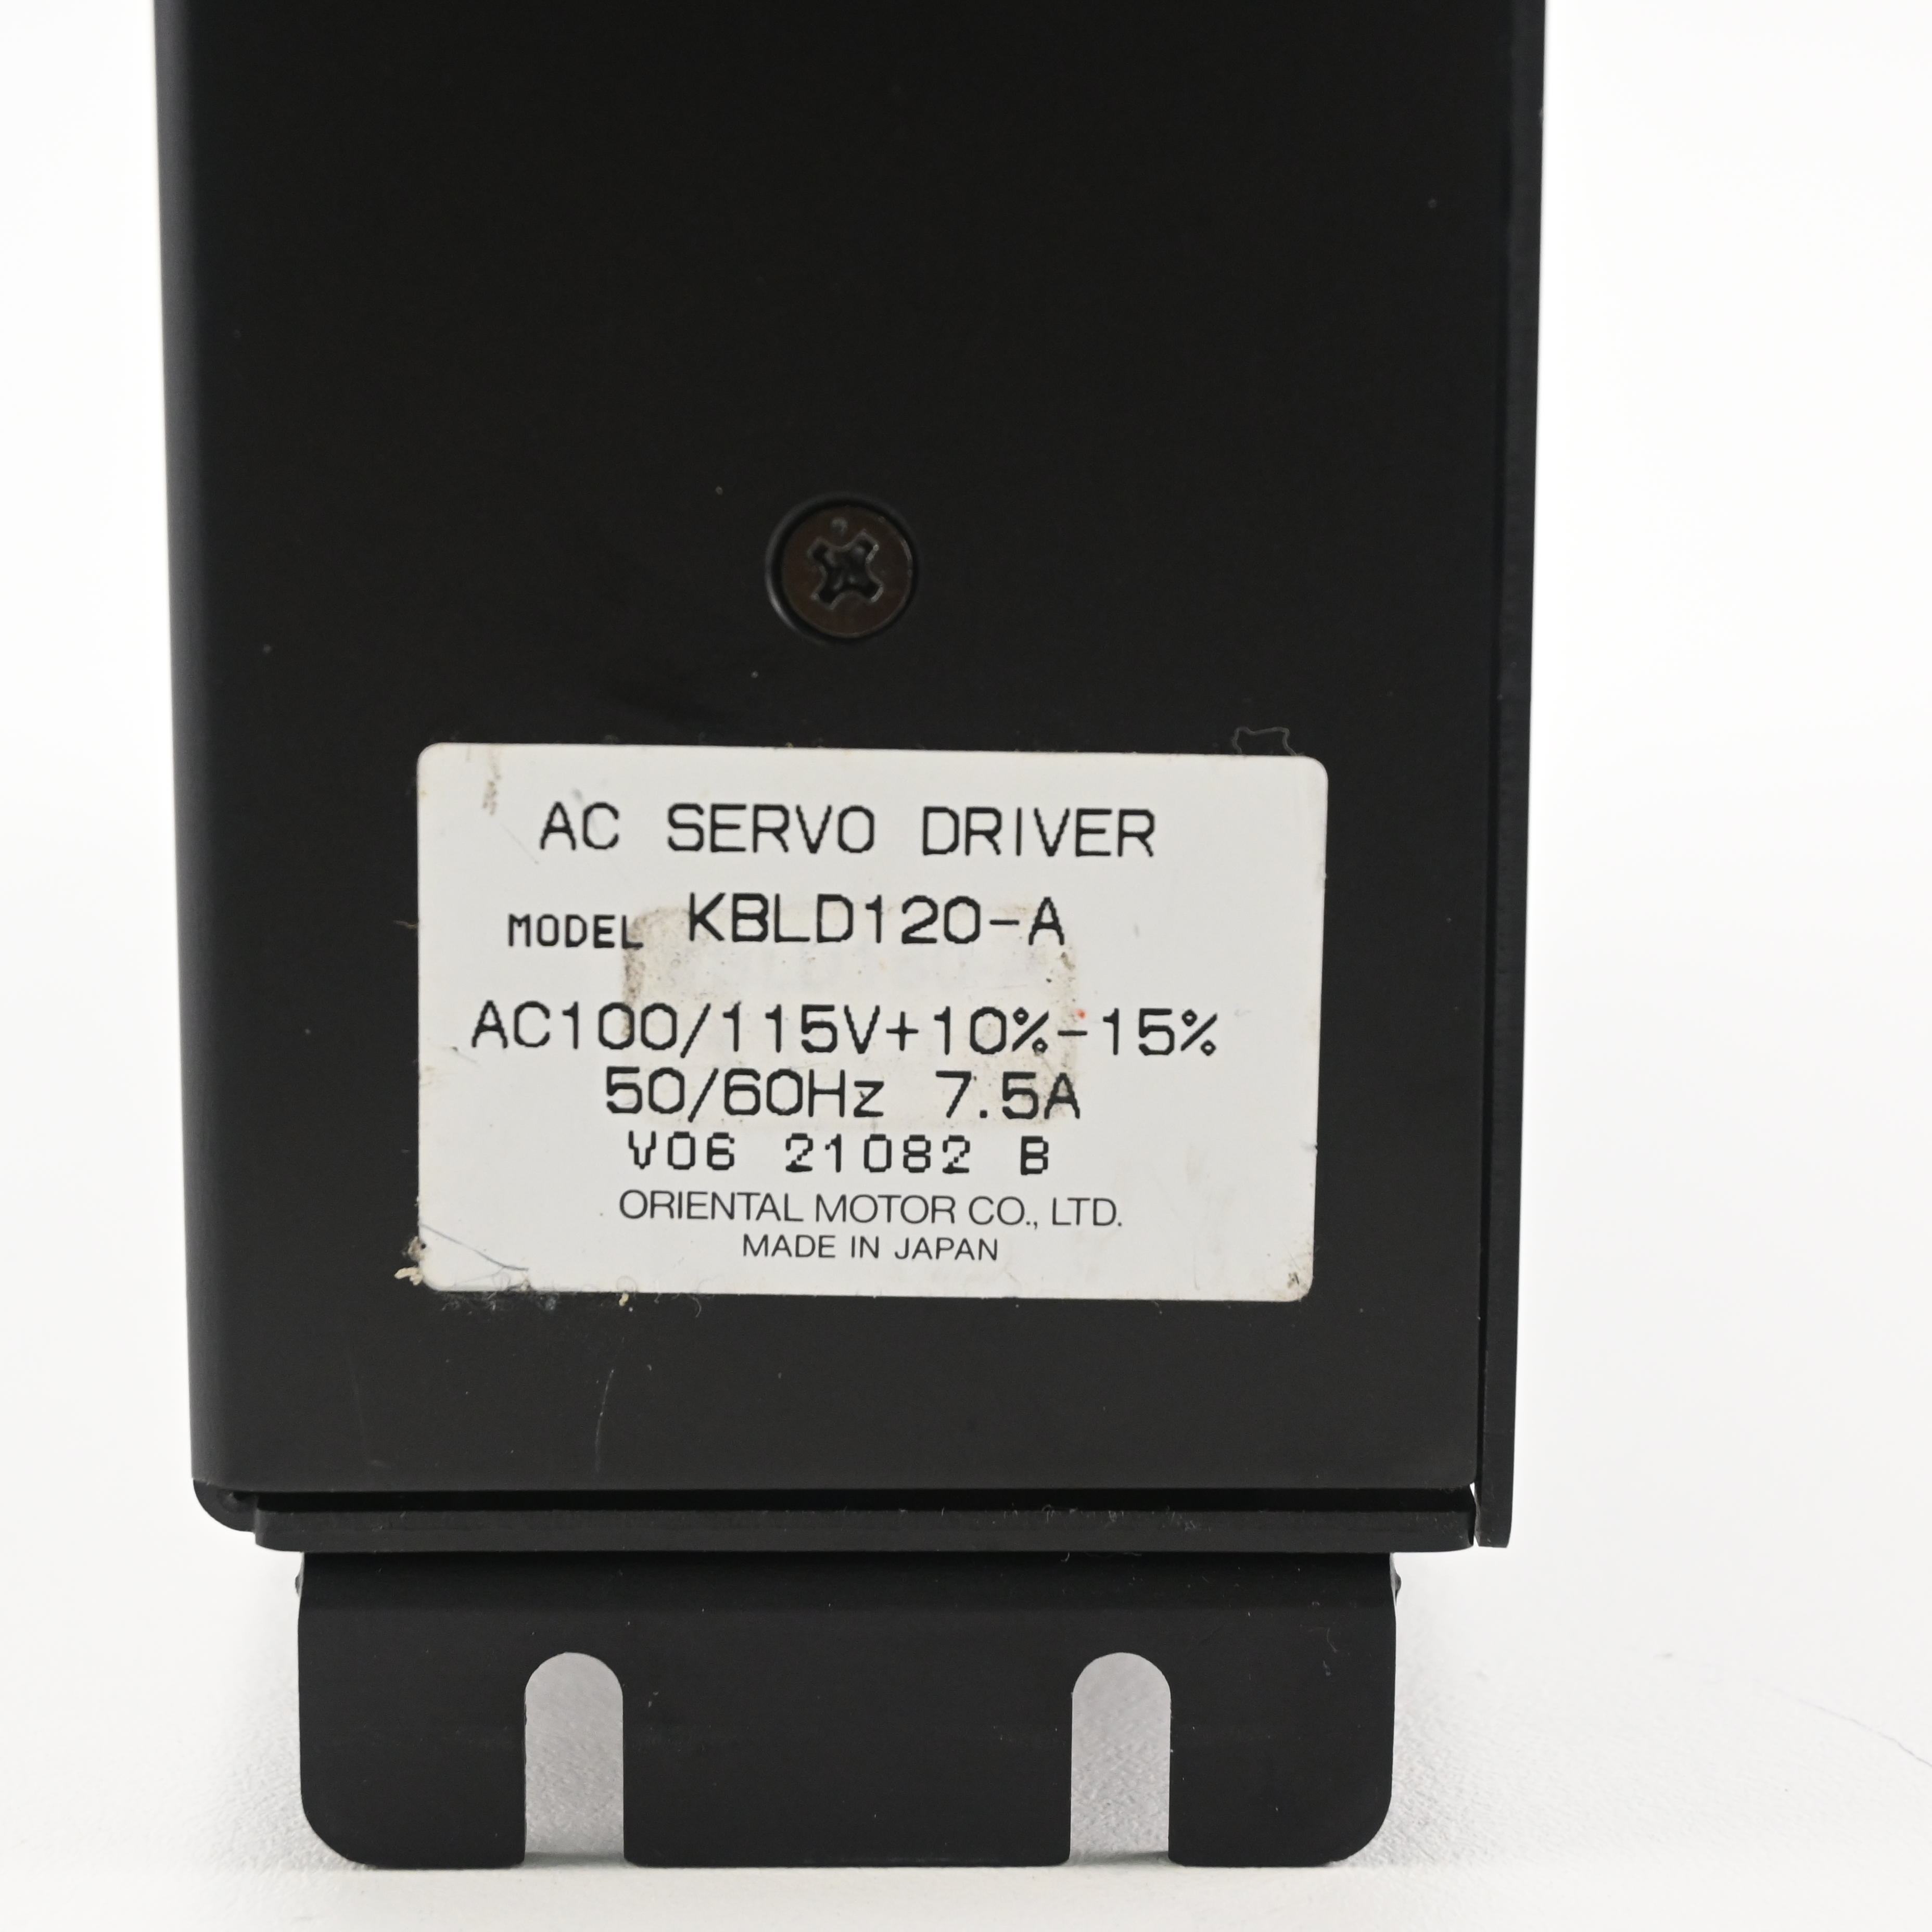 AC SERVO DRIVER
MODEL KBLD120-A
AC100/115V+10%-15%
50/60Hz 7.5A
V06 21082 B
ORIENTAL MOTOR CO., LTD.
MADE IN JAPAN